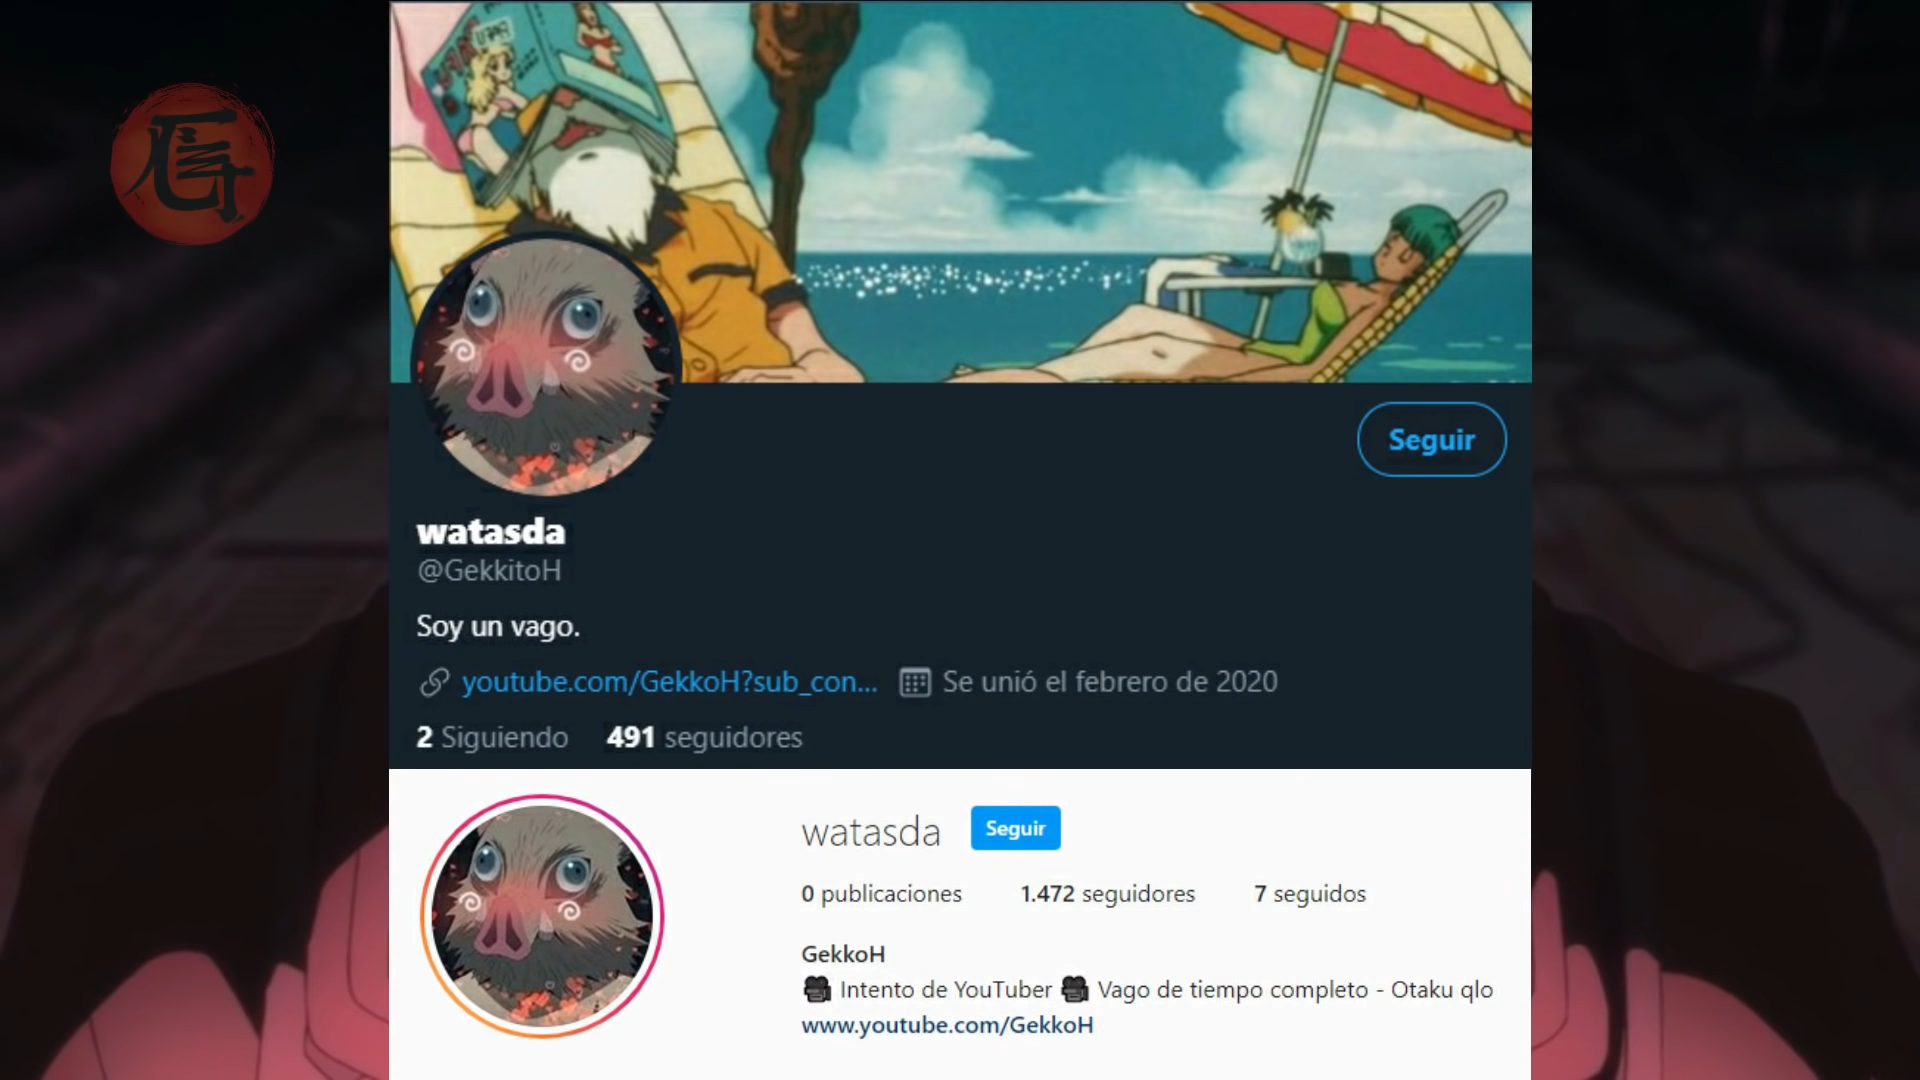 Seguir
watasda
@GekkitoH
Soy un vago.
youtube.com/GekkoH?sub_con... Se unió el febrero de 2020
2 Siguiendo 491 seguidores
watasda Seguir
0 publicaciones 1.472 seguidores 7 seguidos
GekkoH
🎥 Intento de YouTuber 🎥 Vago de tiempo completo - Otaku qlo
www.youtube.com/GekkoH